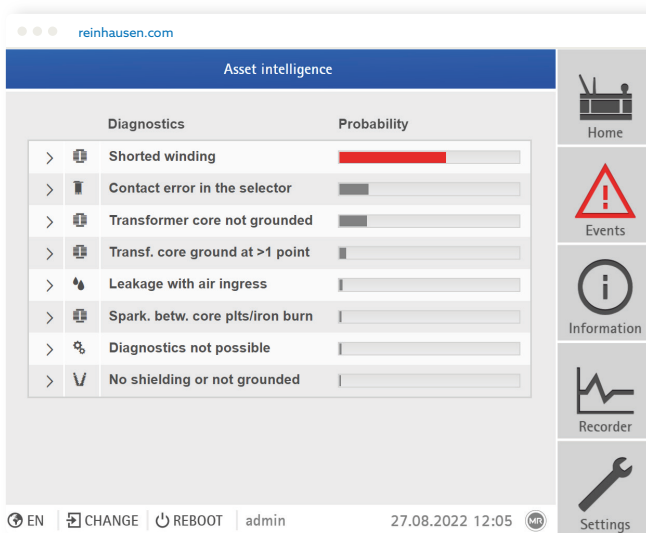 reinhausen.com
Asset intelligence
Diagnostics Probability
Shorted winding
Contact error in the selector
Transformer core not grounded
Transf. core ground at >1 point
Leakage with air ingress
Spark. betw. core plts/iron burn
Diagnostics not possible
No shielding or not grounded
Home
Events
Information
Recorder
Settings
EN CHANGE REBOOT admin 27.08.2022 12:05 MR